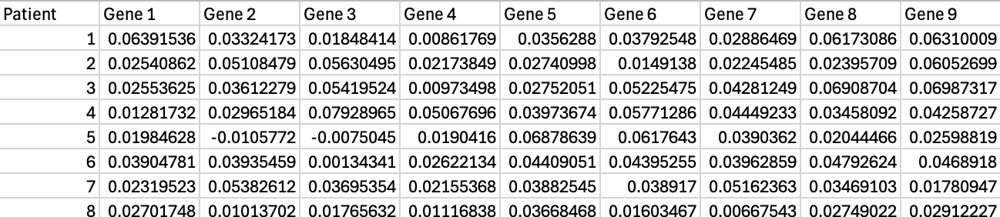 Patient Gene 1 Gene 2 Gene 3 Gene 4 Gene 5 Gene 6 Gene 7 Gene 8 Gene 9
1 0.06391536 0.03324173 0.01848414 0.00861769 0.0356288 0.03792548 0.02886469 0.06173086 0.06310009
2 0.02540862 0.05108479 0.05630495 0.02173849 0.02740998 0.0149138 0.02245485 0.02395709 0.06052699
3 0.02553625 0.03612279 0.05419524 0.00973498 0.02752051 0.05225475 0.04281249 0.06908704 0.06987317
4 0.01281732 0.02965184 0.07928965 0.05067696 0.03973674 0.05771286 0.04449233 0.03458092 0.04258727
5 0.01984628 -0.0105772 -0.0075045 0.0190416 0.06878639 0.0617643 0.0390362 0.02044466 0.02598819
6 0.03904781 0.03935459 0.00134341 0.02622134 0.04409051 0.04395255 0.03962859 0.04792624 0.0468918
7 0.02319523 0.05382612 0.03695354 0.02155368 0.03882545 0.038917 0.05162363 0.03469103 0.01780947
8 0.02701748 0.01013702 0.01765632 0.01116838 0.03668468 0.01603467 0.00667543 0.02749022 0.02912227